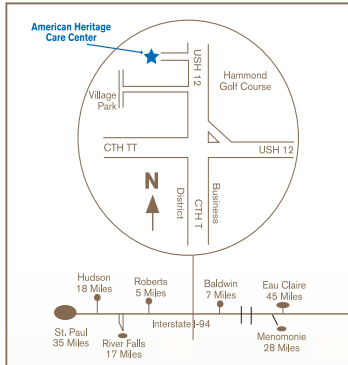 American Heritage
Care Center
USH 12
Hammond
Golf Course
Village
Park
CTH TT
USH 12
N
District
CTH T
Business
Hudson
18 Miles
Roberts
5 Miles
Baldwin
7 Miles
Eau Claire
45 Miles
Interstate I-94
St. Paul
35 Miles
River Falls
17 Miles
Menomonie
28 Miles